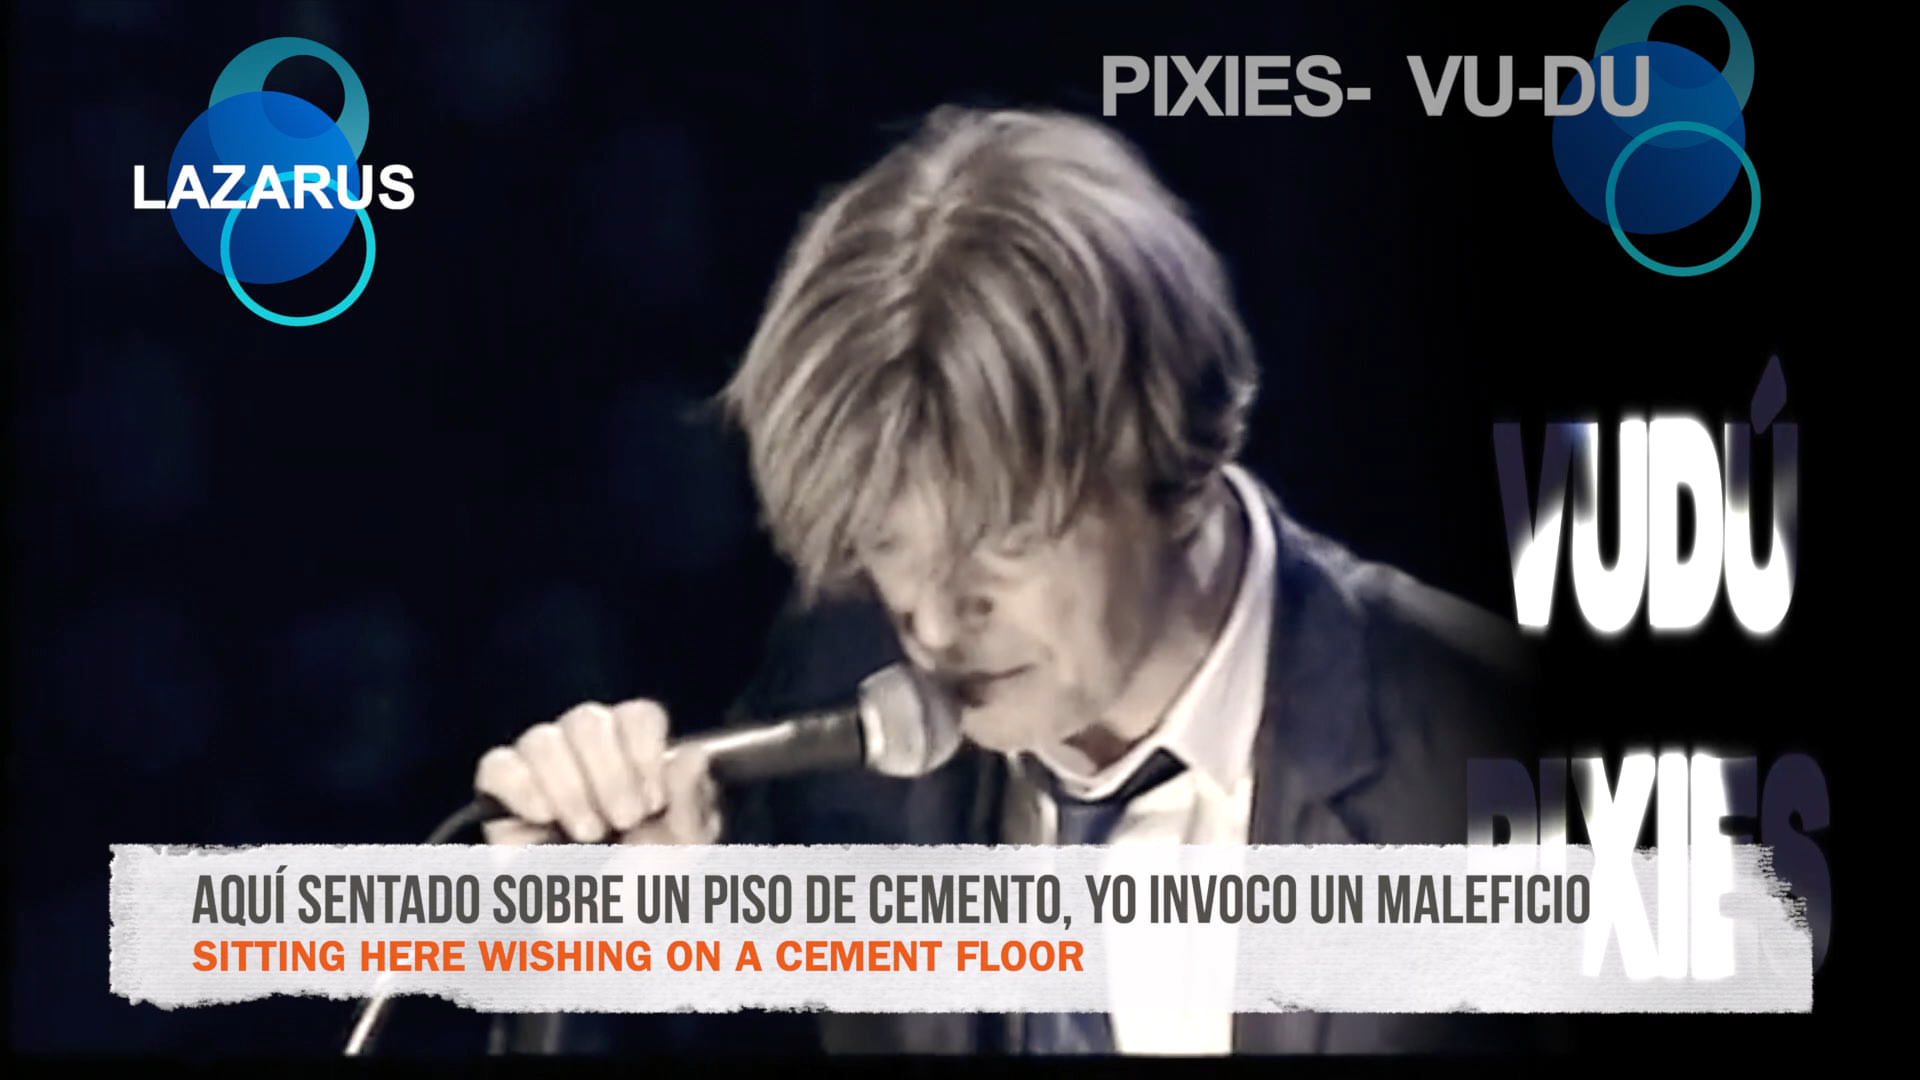 LAZARUS
PIXIES- VU-DU
VUDÚ
PIXIES
AQUÍ SENTADO SOBRE UN PISO DE CEMENTO, YO INVOCO UN MALEFICIO
SITTING HERE WISHING ON A CEMENT FLOOR